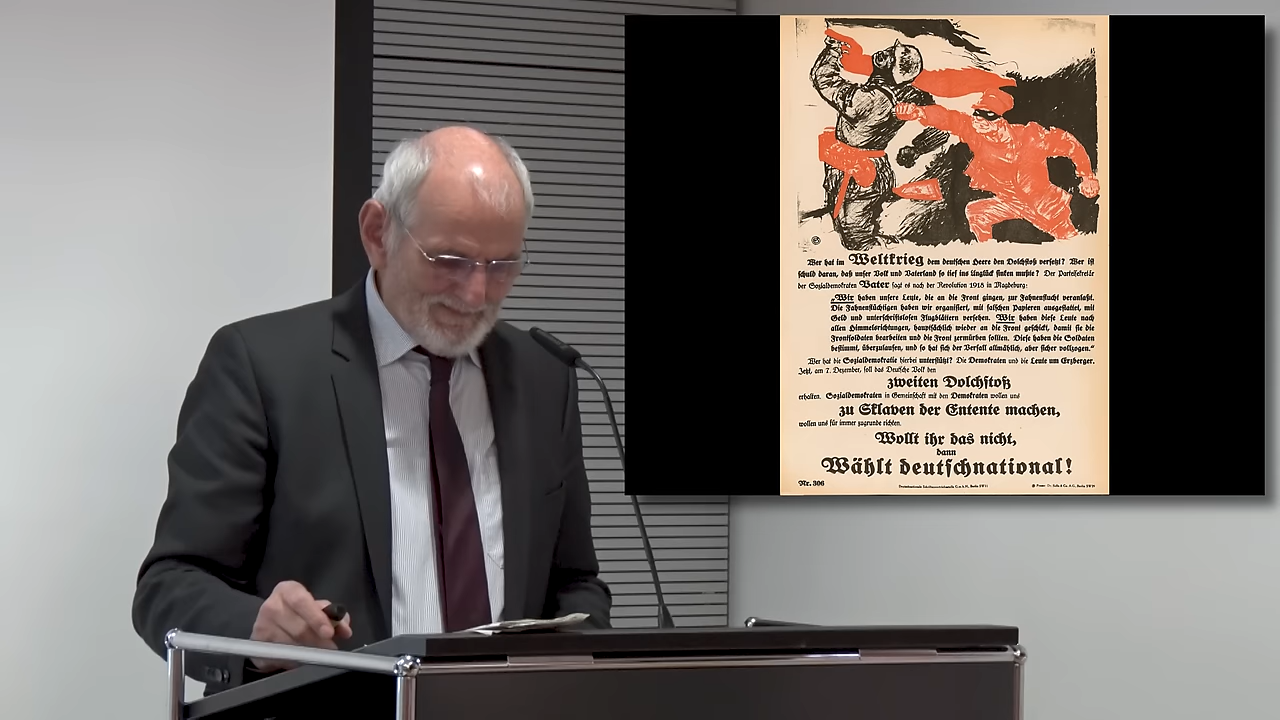 Wer hat im Weltkrieg dem deutschen Heere den Dolchstoß versetzt? Wer ist
schuld daran, daß unser Volk und Vaterland so tief ins Unglück sinken mußte? Der Parteisekretär
der Sozialdemokraten Vater sagt es nach der Revolution 1918 in Magdeburg:
„Wir haben unsere Leute, die an die Front gingen, zur Fahnenflucht veranlaßt.
Die Fahnenflüchtigen haben wir organisiert, mit falschen Papieren ausgestattet, mit
Geld und unterschriftslosen Flugblättern versehen. Wir haben diese Leute nach
allen Himmelsrichtungen, hauptsächlich wieder an die Front geschickt, damit sie die
Frontsoldaten bearbeiten und die Front zermürben sollten. Diese haben die Soldaten
bestimmt, überzulaufen, und so hat sich der Verfall allmählich, aber sicher vollzogen.“
Wer hat die Sozialdemokratie hierbei unterstützt? Die Demokraten und die Leute um Erzberger.
Jetzt, am 7. Dezember, soll das Deutsche Volk den
zweiten Dolchstoß
erhalten. Sozialdemokraten in Gemeinschaft mit den Demokraten wollen uns
zu Sklaven der Entente machen,
wollen uns für immer zugrunde richten.
Wollt ihr das nicht,
dann
Wählt deutschnational!
Nr. 306